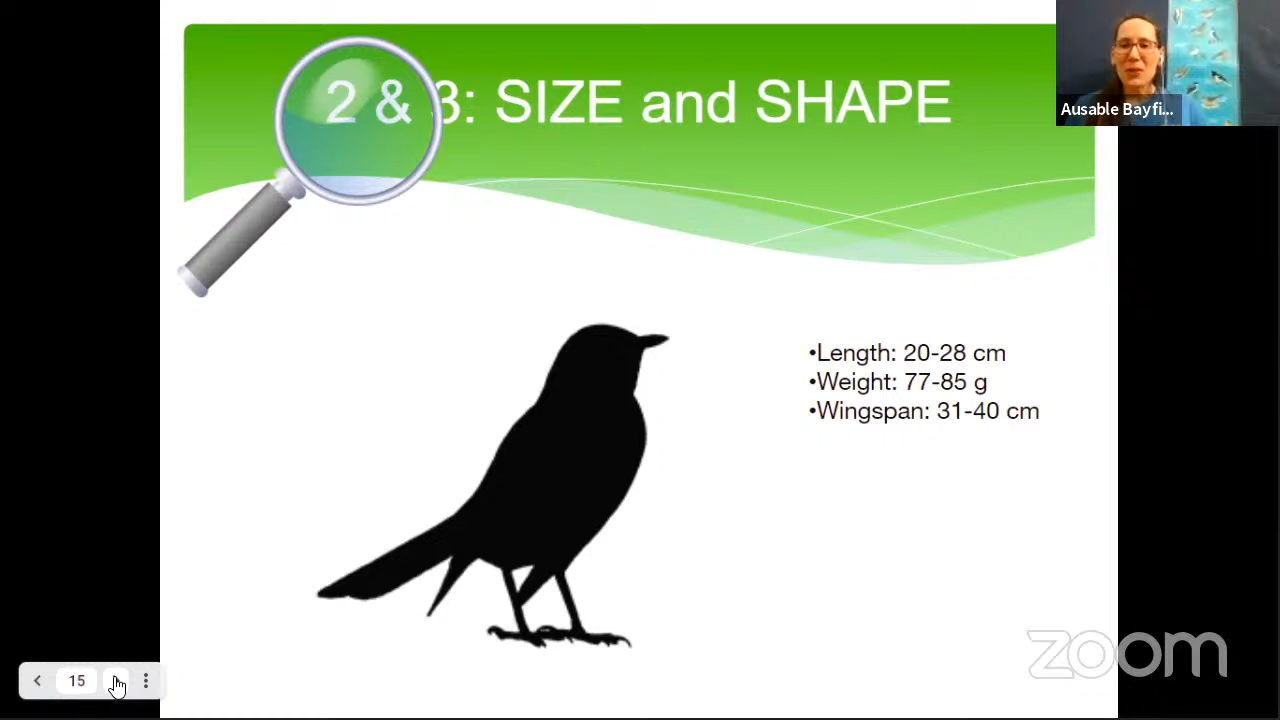 2 & 3: SIZE and SHAPE
Ausable Bayfi...
•Length: 20-28 cm
•Weight: 77-85 g
•Wingspan: 31-40 cm
zoom
15